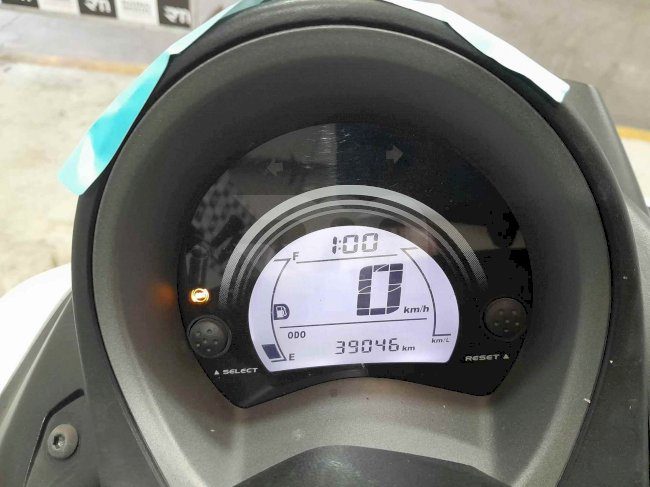 1:00
F
0 km/h
ODO
km/L
E 39046 km
▲ SELECT
RESET ▲